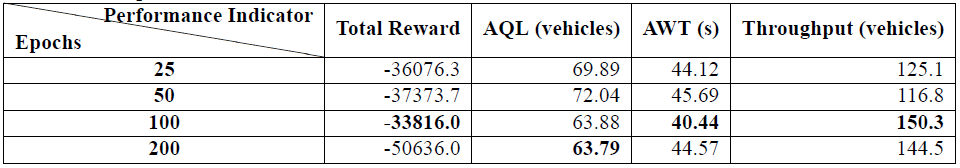 Performance Indicator Total Reward AQL (vehicles) AWT (s) Throughput (vehicles)
Epochs
25 -36076.3 69.89 44.12 125.1
50 -37373.7 72.04 45.69 116.8
100 -33816.0 63.88 40.44 150.3
200 -50636.0 63.79 44.57 144.5